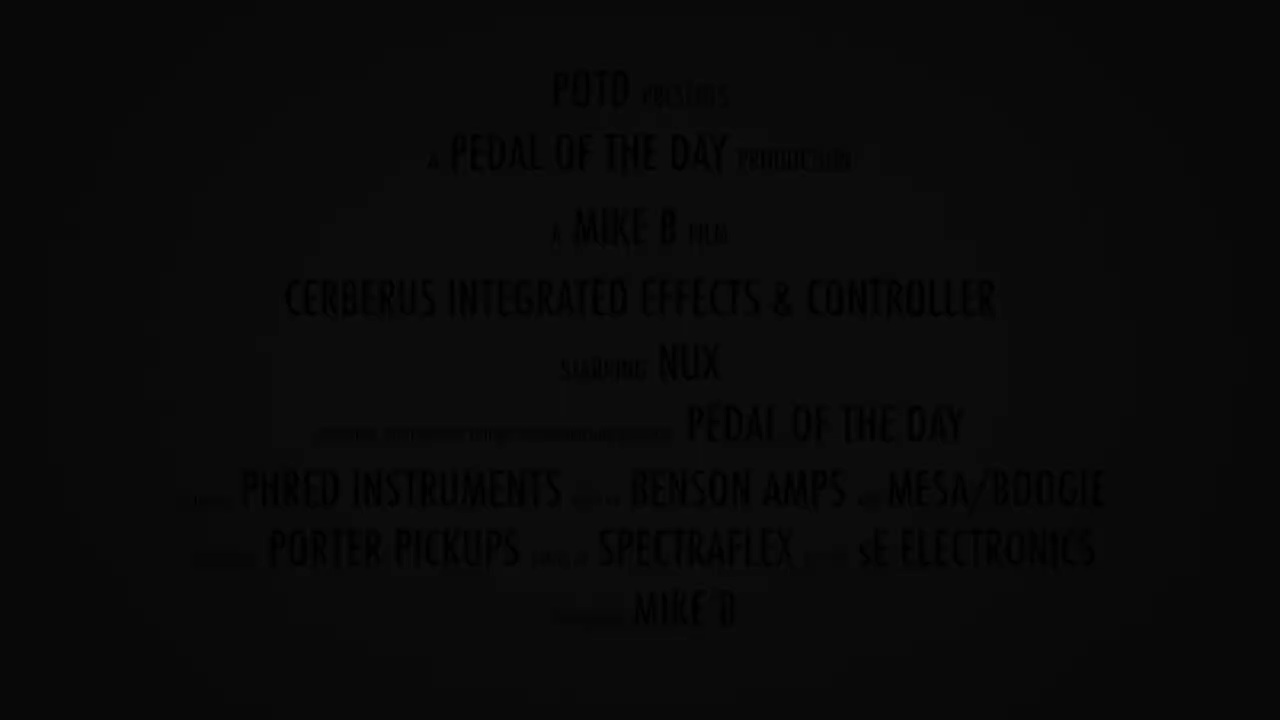 POTD PRESENTS
A PEDAL OF THE DAY PRODUCTION
A MIKE B FILM
CERBERUS INTEGRATED EFFECTS & CONTROLLER
STARRING NUX
PEDAL OF THE DAY
PHRED INSTRUMENTS BENSON AMPS MESA/BOOGIE
PORTER PICKUPS SPECTRAFLEX sE ELECTRONICS
MIKE B